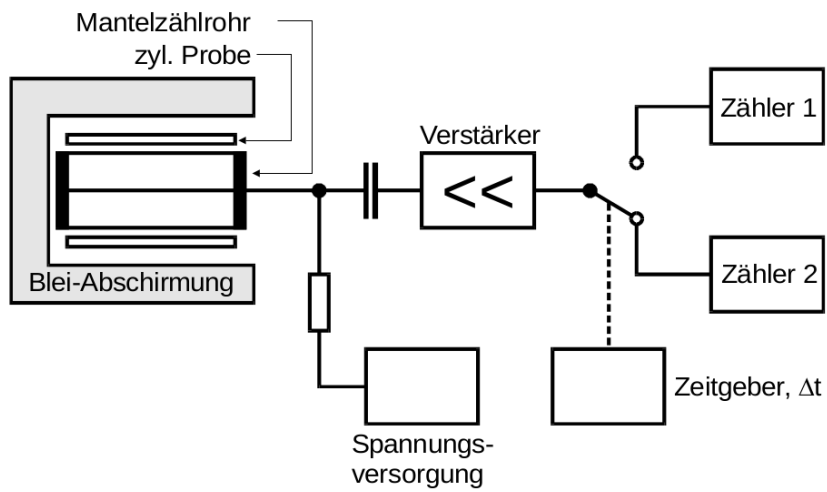 Mantelzählrohr
zyl. Probe
Verstärker
<<
Zähler 1
Zähler 2
Blei-Abschirmung
Zeitgeber, Δt
Spannungs-
versorgung